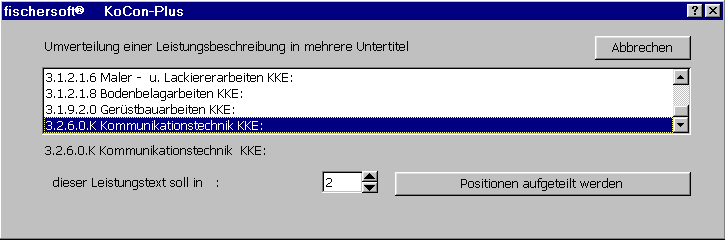 fischersoft® KoCon-Plus
Umverteilung einer Leistungsbeschreibung in mehrere Untertitel
Abbrechen
3.1.2.1.6 Maler - u. Lackiererarbeiten KKE:
3.1.2.1.8 Bodenbelagarbeiten KKE:
3.1.9.2.0 Gerüstbauarbeiten KKE:
3.2.6.0.K Kommunikationstechnik KKE:
3.2.6.0.K Kommunikationstechnik KKE:
dieser Leistungstext soll in : 2 Positionen aufgeteilt werden